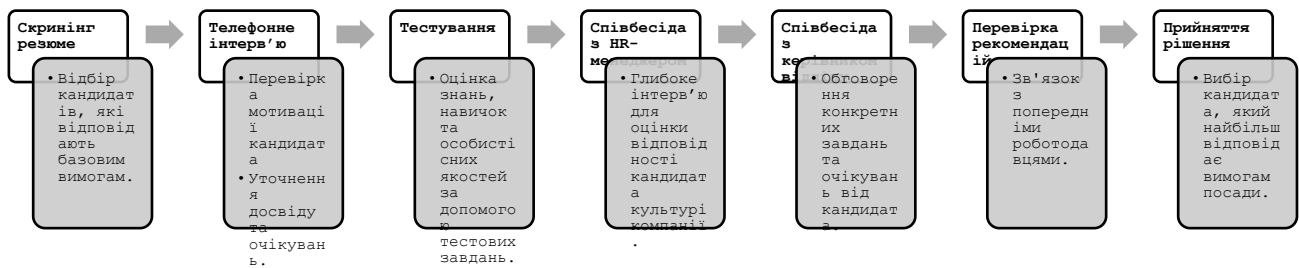 Скринінг
резюме
Відбір
кандидат
ів, які
відповід
ають
базовим
вимогам.
Телефонне
інтерв’ю
Перевірк
а
мотиваці
ї
кандидат
а
Уточненн
я
досвіду
та
очікуван
ь.
Тестування
Оцінка
знань,
навичок
та
особисті
сних
якостей
за
допомого
ю
тестових
завдань.
Співбесіда
з HR-
менеджером
Глибоке
інтерв’ю
для
оцінки
відповід
ності
кандидат
а
культурі
компанії
.
Співбесіда
з
керівником
Обговоре
ння
конкретн
их
завдань
та
очікуван
ь від
кандидат
а.
Перевірка
рекомендац
ій
Зв'язок
з
попередн
іми
роботода
вцями.
Прийняття
рішення
Вибір
кандидат
а, який
найбільш
відповід
ає
вимогам
посади.